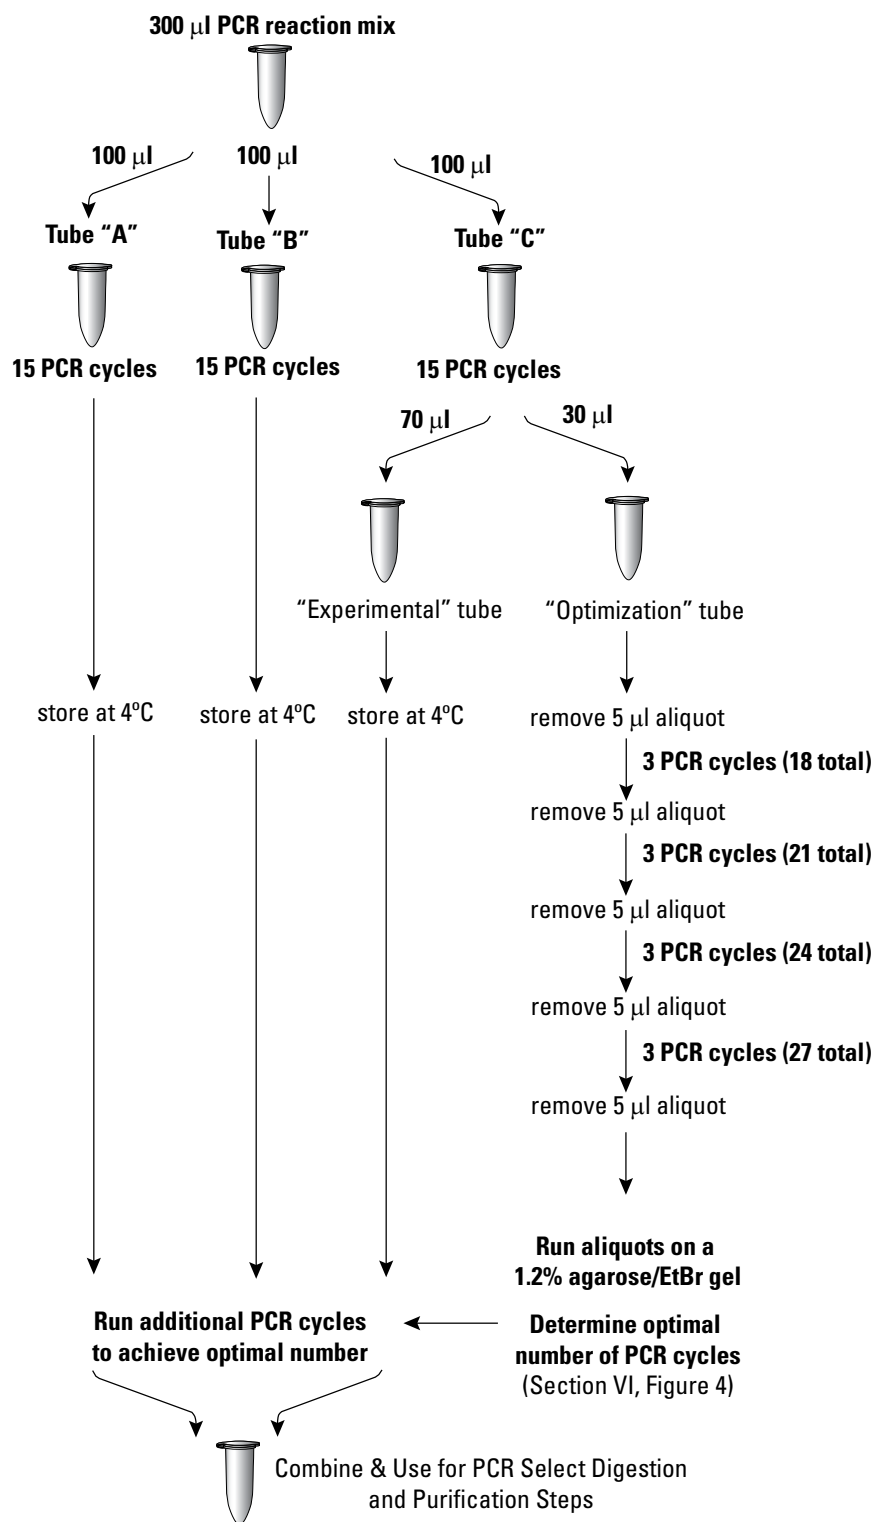 300 μl PCR reaction mix
100 μl
100 μl
100 μl
Tube “A”
Tube “B”
Tube “C”
15 PCR cycles
15 PCR cycles
15 PCR cycles
70 μl
30 μl
“Experimental” tube
“Optimization” tube
store at 4ºC
store at 4ºC
store at 4ºC
remove 5 μl aliquot
3 PCR cycles (18 total)
remove 5 μl aliquot
3 PCR cycles (21 total)
remove 5 μl aliquot
3 PCR cycles (24 total)
remove 5 μl aliquot
3 PCR cycles (27 total)
remove 5 μl aliquot
Run aliquots on a
1.2% agarose/EtBr gel
Run additional PCR cycles
to achieve optimal number
Determine optimal
number of PCR cycles
(Section VI, Figure 4)
Combine & Use for PCR Select Digestion
and Purification Steps